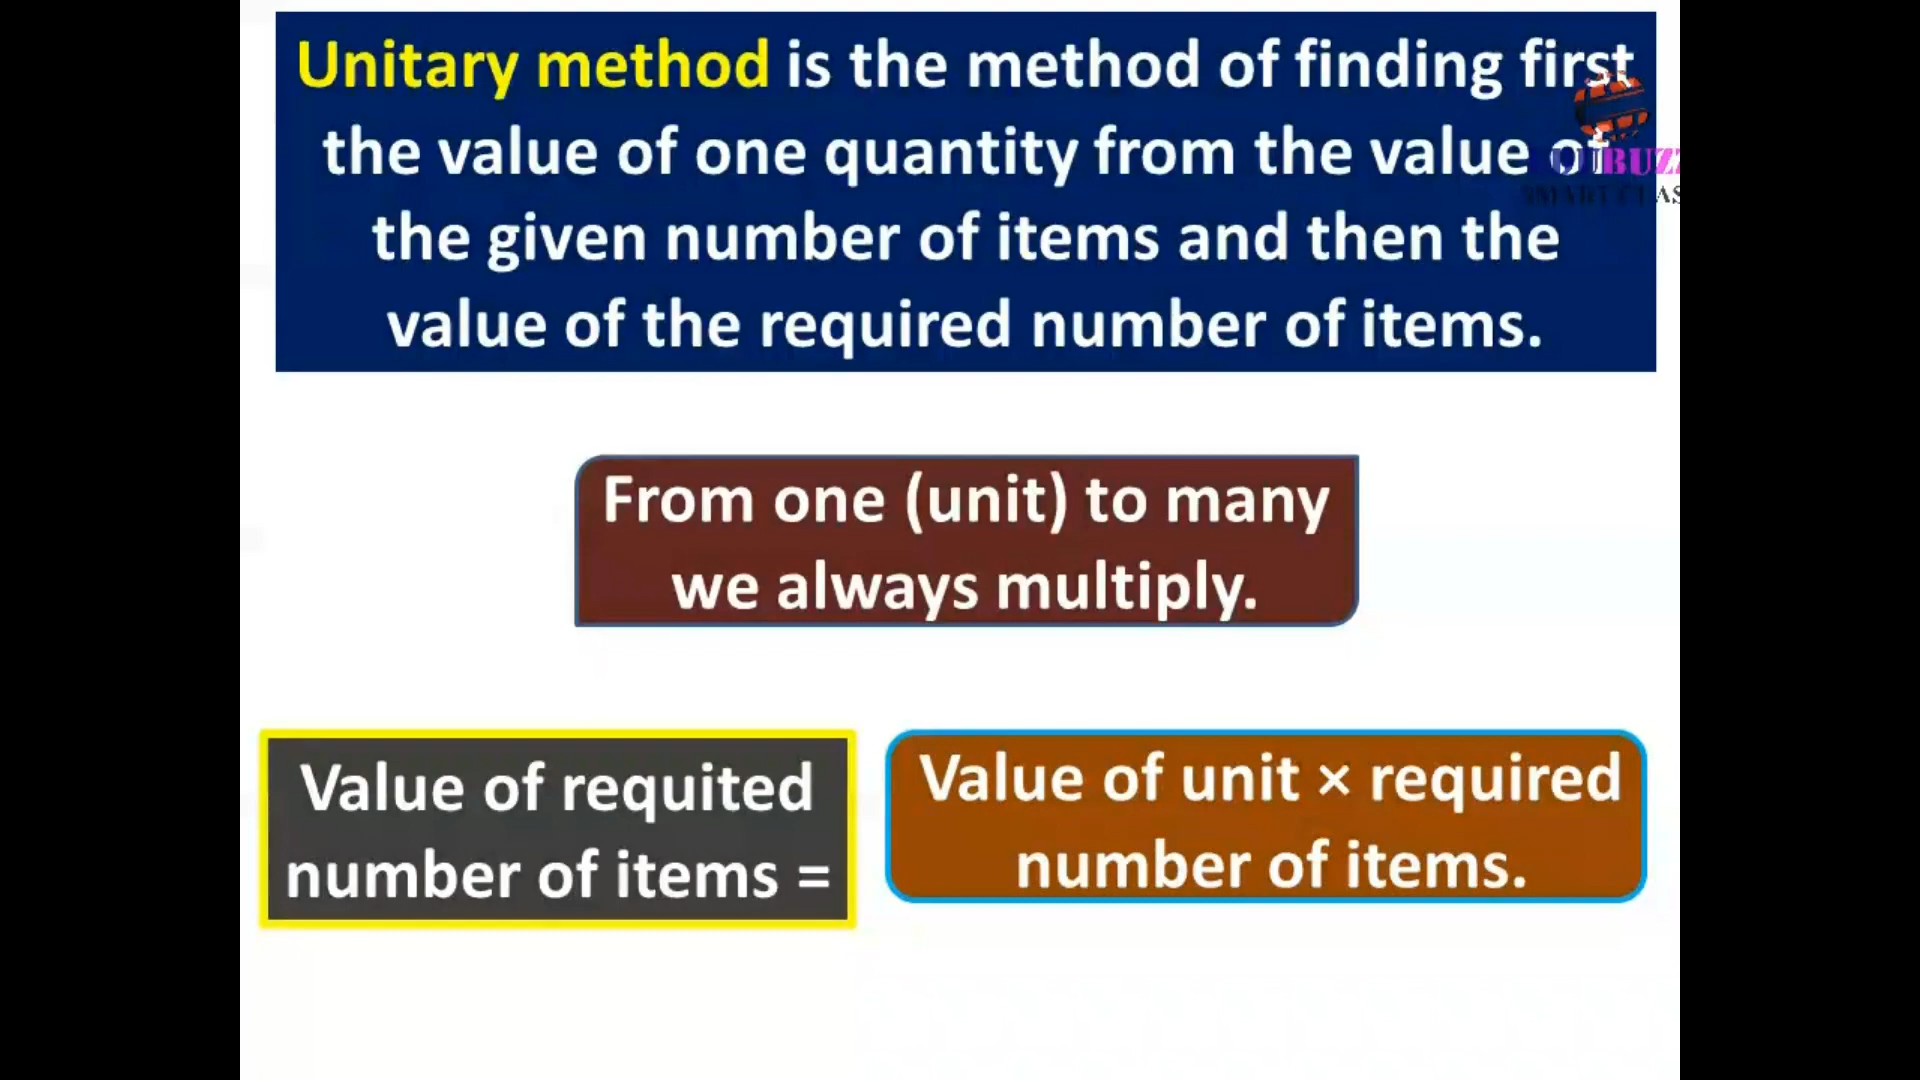 Unitary method is the method of finding first
the value of one quantity from the value of
the given number of items and then the
value of the required number of items.
From one (unit) to many
we always multiply.
Value of requited
number of items =
Value of unit × required
number of items.